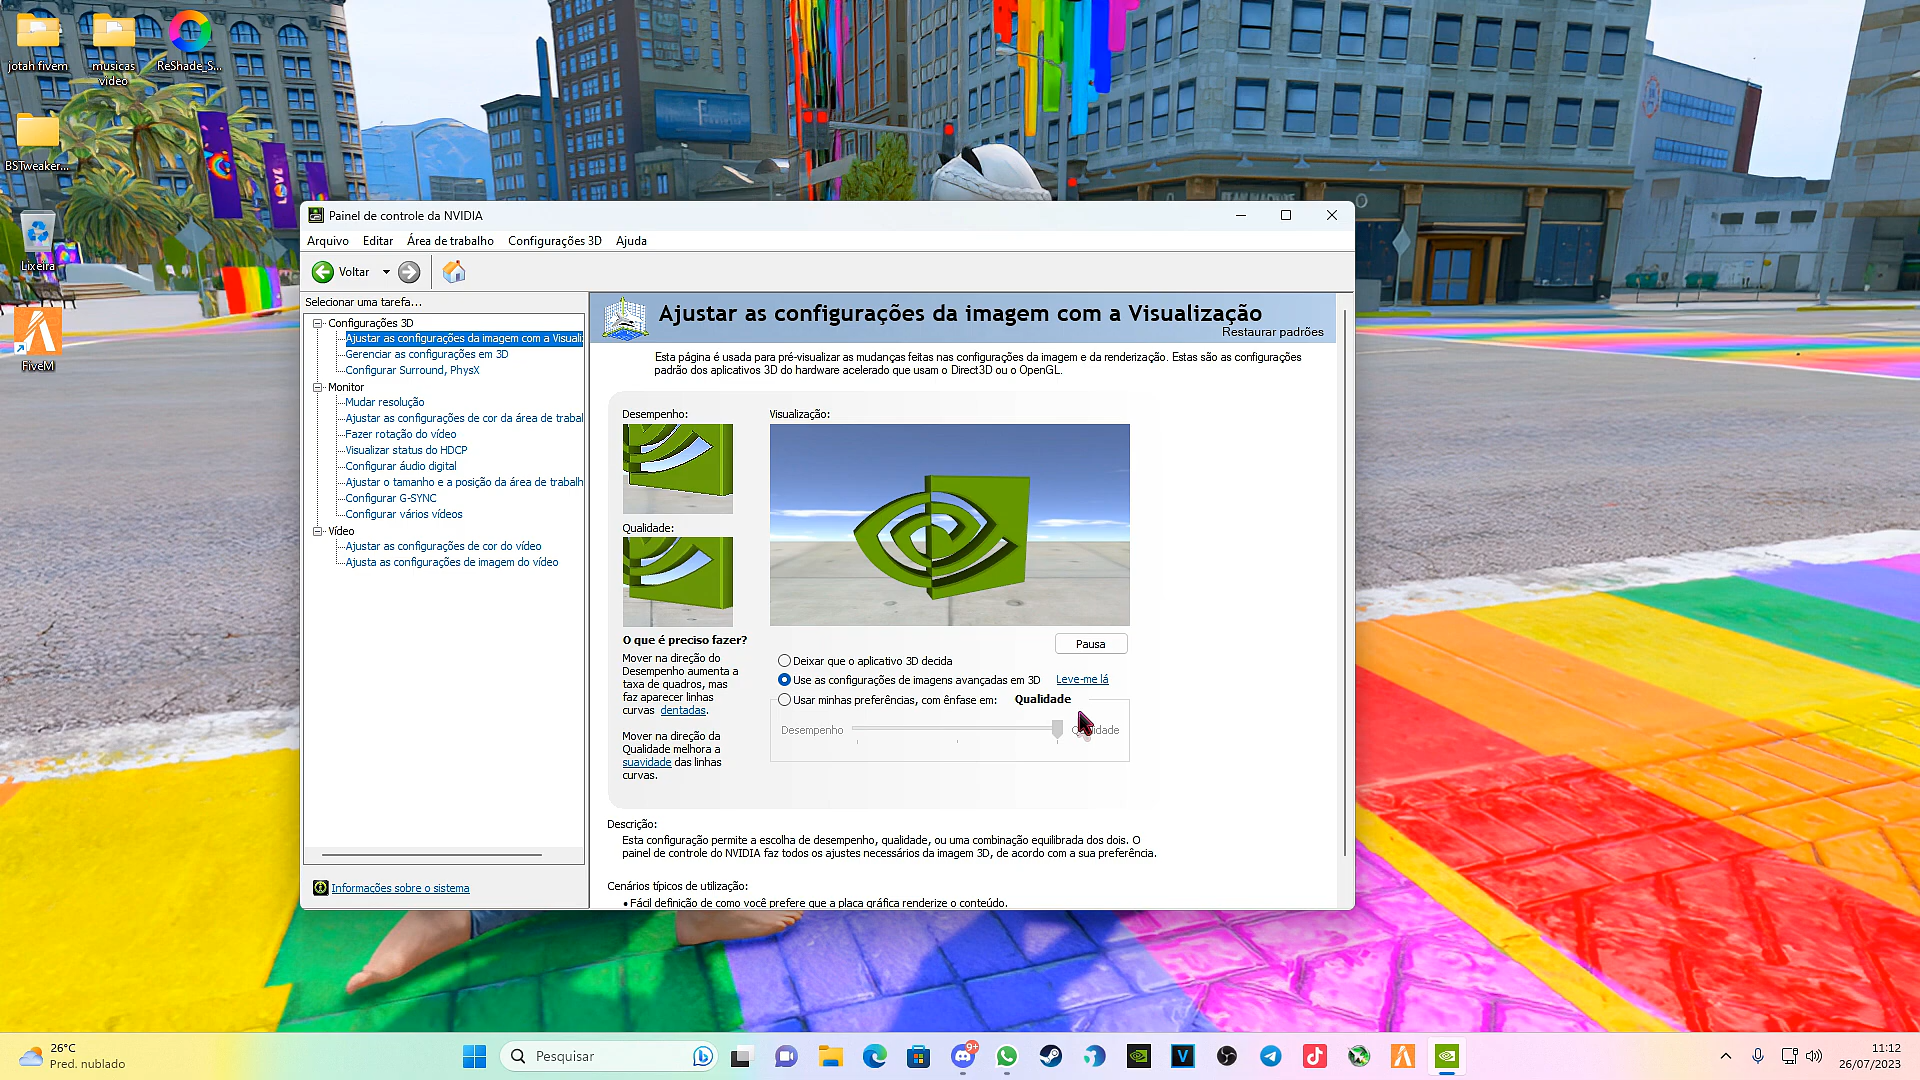 jotah fivem
musicas video
ReShade_S...
BSTweaker...
LOVE
Lixeira
FiveM
Painel de controle da NVIDIA
Arquivo Editar Área de trabalho Configurações 3D Ajuda
Voltar
Selecionar uma tarefa...
Configurações 3D
Ajustar as configurações da imagem com a Visuali
Gerenciar as configurações em 3D
Configurar Surround, PhysX
Monitor
Mudar resolução
Ajustar as configurações de cor da área de trabal
Fazer rotação do vídeo
Visualizar status do HDCP
Configurar áudio digital
Ajustar o tamanho e a posição da área de trabalh
Configurar G-SYNC
Configurar vários vídeos
Vídeo
Ajustar as configurações de cor do vídeo
Ajusta as configurações de imagem do vídeo
Informações sobre o sistema
Ajustar as configurações da imagem com a Visualização
Restaurar padrões
Esta página é usada para pré-visualizar as mudanças feitas nas configurações da imagem e da renderização. Estas são as configurações
padrão dos aplicativos 3D do hardware acelerado que usam o Direct3D ou o OpenGL.
Desempenho:
Visualização:
Qualidade:
O que é preciso fazer?
Mover na direção do
Desempenho aumenta a
taxa de quadros, mas
faz aparecer linhas
curvas dentadas.
Mover na direção da
Qualidade melhora a
suavidade das linhas
curvas.
Pausa
Deixar que o aplicativo 3D decida
Use as configurações de imagens avançadas em 3D Leve-me lá
Usar minhas preferências, com ênfase em: Qualidade
Desempenho Qualidade
Descrição:
Esta configuração permite a escolha de desempenho, qualidade, ou uma combinação equilibrada dos dois. O
painel de controle do NVIDIA faz todos os ajustes necessários da imagem 3D, de acordo com a sua preferência.
Cenários típicos de utilização:
• Fácil definição de como você prefere que a placa gráfica renderize o conteúdo.
26°C
Pred. nublado
Pesquisar
9+
11:12
26/07/2023